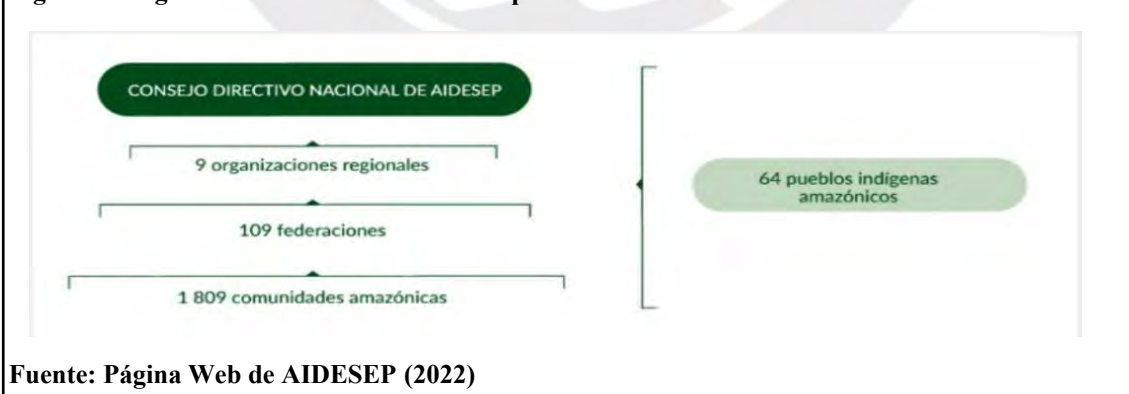 CONSEJO DIRECTIVO NACIONAL DE AIDESEP
9 organizaciones regionales
109 federaciones
1 809 comunidades amazónicas
64 pueblos indígenas
amazónicos
Fuente: Página Web de AIDESEP (2022)